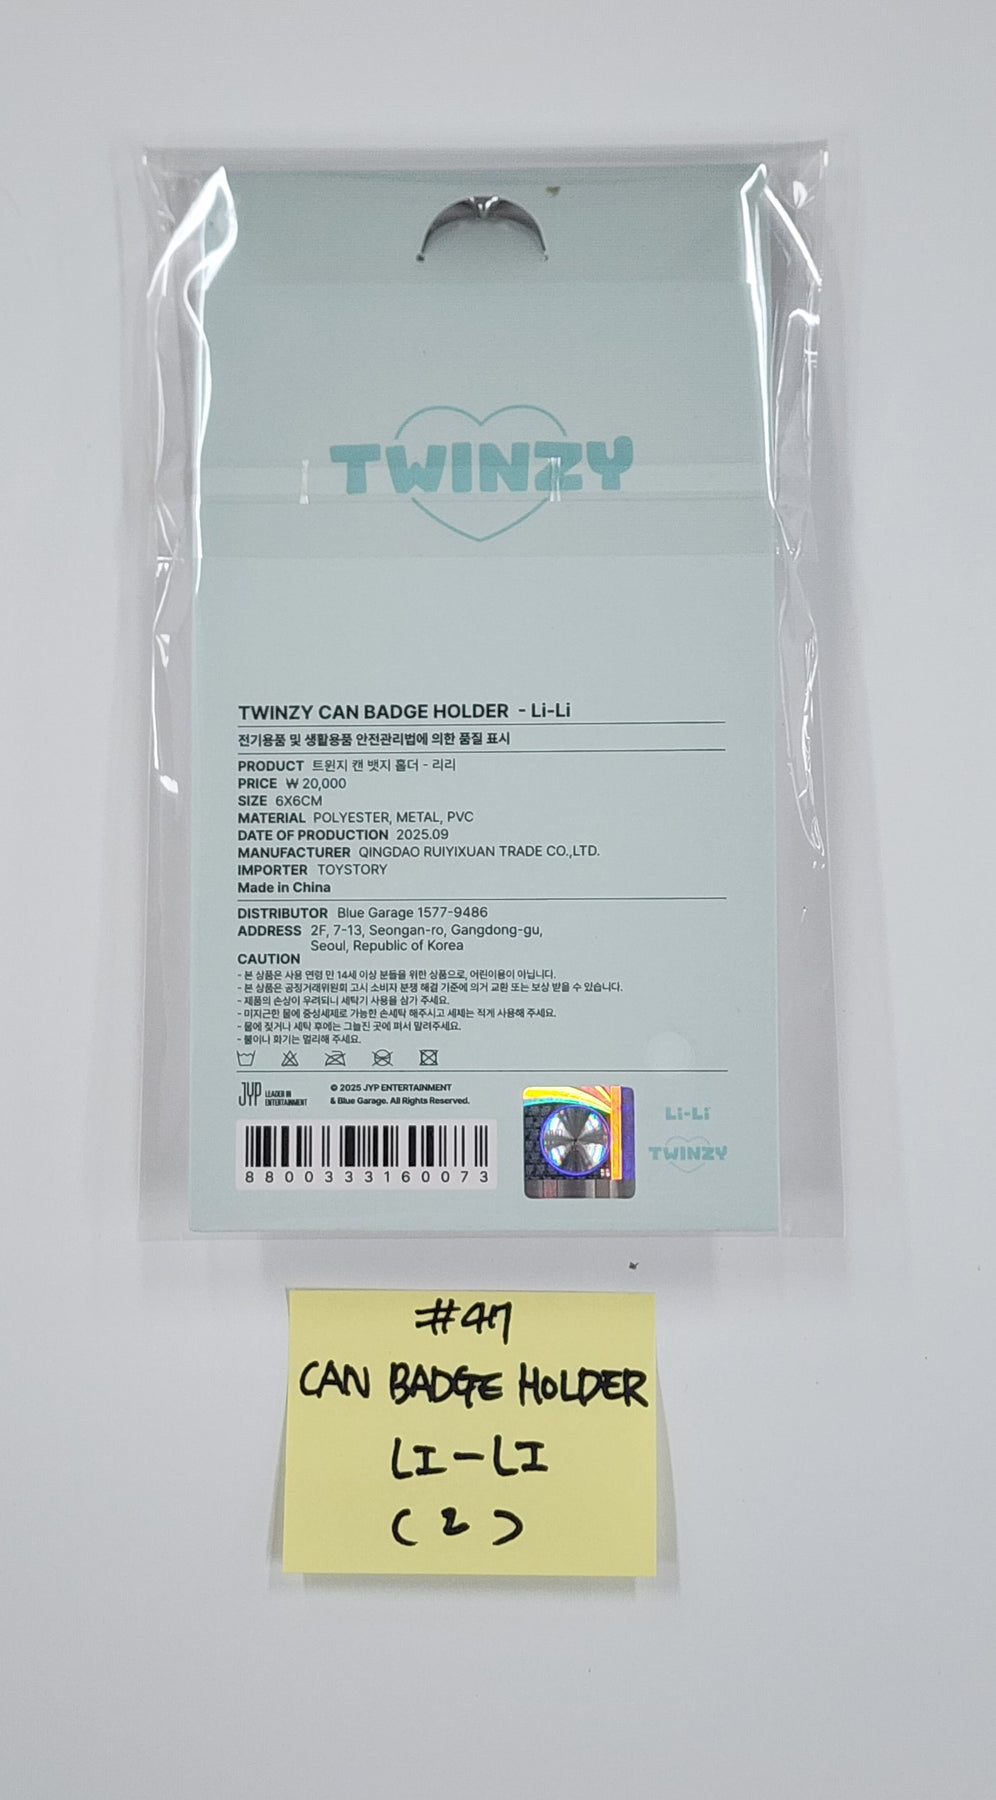 TWINZY
TWINZY CAN BADGE HOLDER - Li-Li
전기용품 및 생활용품 안전관리법에 의한 품질 표시
PRODUCT 트윈지 캔 뱃지 홀더 - 리리
PRICE ₩ 20,000
SIZE 6X6CM
MATERIAL POLYESTER, METAL, PVC
DATE OF PRODUCTION 2025.09
MANUFACTURER QINGDAO RUIYIXUAN TRADE CO.,LTD.
IMPORTER TOYSTORY
Made in China
DISTRIBUTOR Blue Garage 1577-9486
ADDRESS 2F, 7-13, Seongan-ro, Gangdong-gu,
Seoul, Republic of Korea
CAUTION
- 본 상품은 사용 연령 만 14세 이상 분들을 위한 상품으로, 어린이용이 아닙니다.
- 본 상품은 공정거래위원회 고시 소비자 분쟁 해결 기준에 의거 교환 또는 보상 받을 수 있습니다.
- 제품의 손상이 우려되니 세탁기 사용을 삼가 주세요.
- 미지근한 물에 중성세제로 가능한 손세탁 해주시고 세제는 적게 사용해 주세요.
- 물에 젖거나 세탁 후에는 그늘진 곳에 펴서 말려주세요.
- 불이나 화기는 멀리해 주세요.
JYP LEADER IN
ENTERTAINMENT
© 2025 JYP ENTERTAINMENT
& Blue Garage. All Rights Reserved.
8800333160073
Li-Li
TWINZY
#47
CAN BADGE HOLDER
LI-LI
(2)